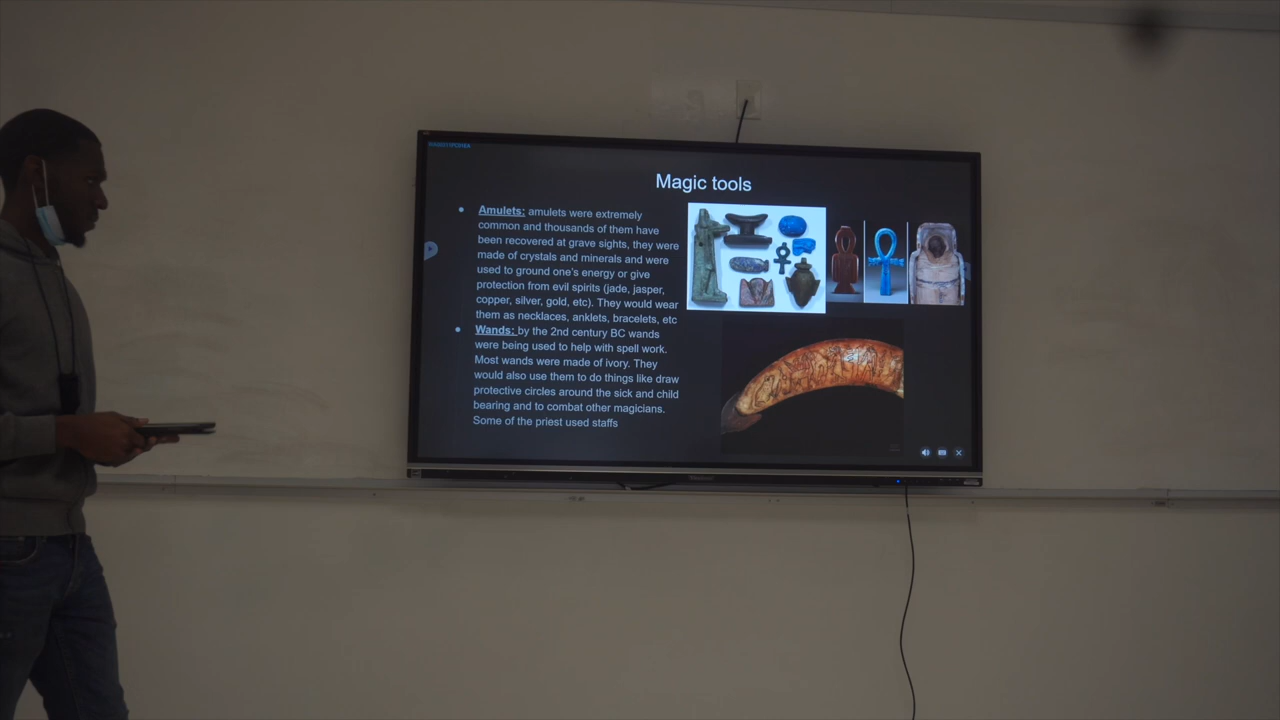 Magic tools
● Amulets: amulets were extremely
common and thousands of them have
been recovered at grave sights, they were
made of crystals and minerals and were
used to ground one's energy or give
protection from evil spirits (jade, jasper,
copper, silver, gold, etc). They would wear
them as necklaces, anklets, bracelets, etc
● Wands: by the 2nd century BC wands
were being used to help with spell work.
Most wands were made of ivory. They
would also use them to do things like draw
protective circles around the sick and child
bearing and to combat other magicians.
Some of the priest used staffs